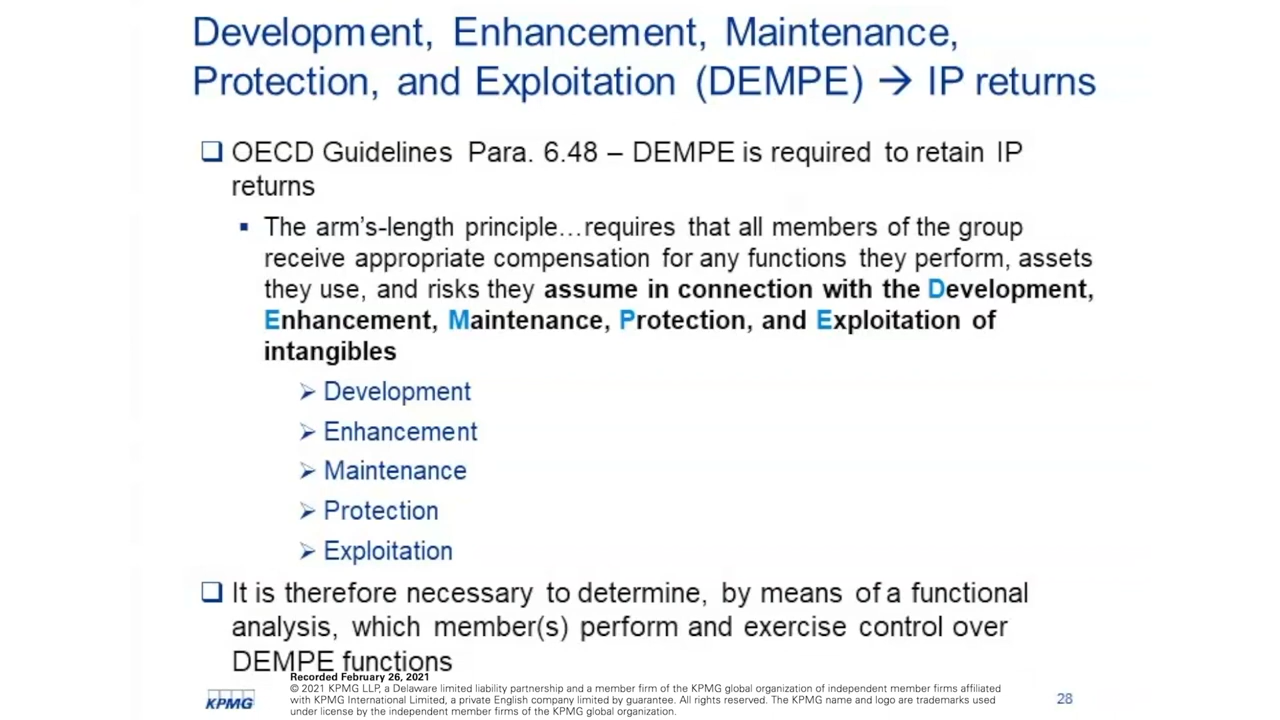 Development, Enhancement, Maintenance,
Protection, and Exploitation (DEMPE) → IP returns
❑ OECD Guidelines Para. 6.48 – DEMPE is required to retain IP
returns
▪ The arm's-length principle…requires that all members of the group
receive appropriate compensation for any functions they perform, assets
they use, and risks they assume in connection with the Development,
Enhancement, Maintenance, Protection, and Exploitation of
intangibles
➢ Development
➢ Enhancement
➢ Maintenance
➢ Protection
➢ Exploitation
❑ It is therefore necessary to determine, by means of a functional
analysis, which member(s) perform and exercise control over
DEMPE functions
Recorded February 26, 2021
© 2021 KPMG LLP, a Delaware limited liability partnership and a member firm of the KPMG global organization of independent member firms affiliated
with KPMG International Limited, a private English company limited by guarantee. All rights reserved. The KPMG name and logo are trademarks used
under license by the independent member firms of the KPMG global organization.
KPMG
28